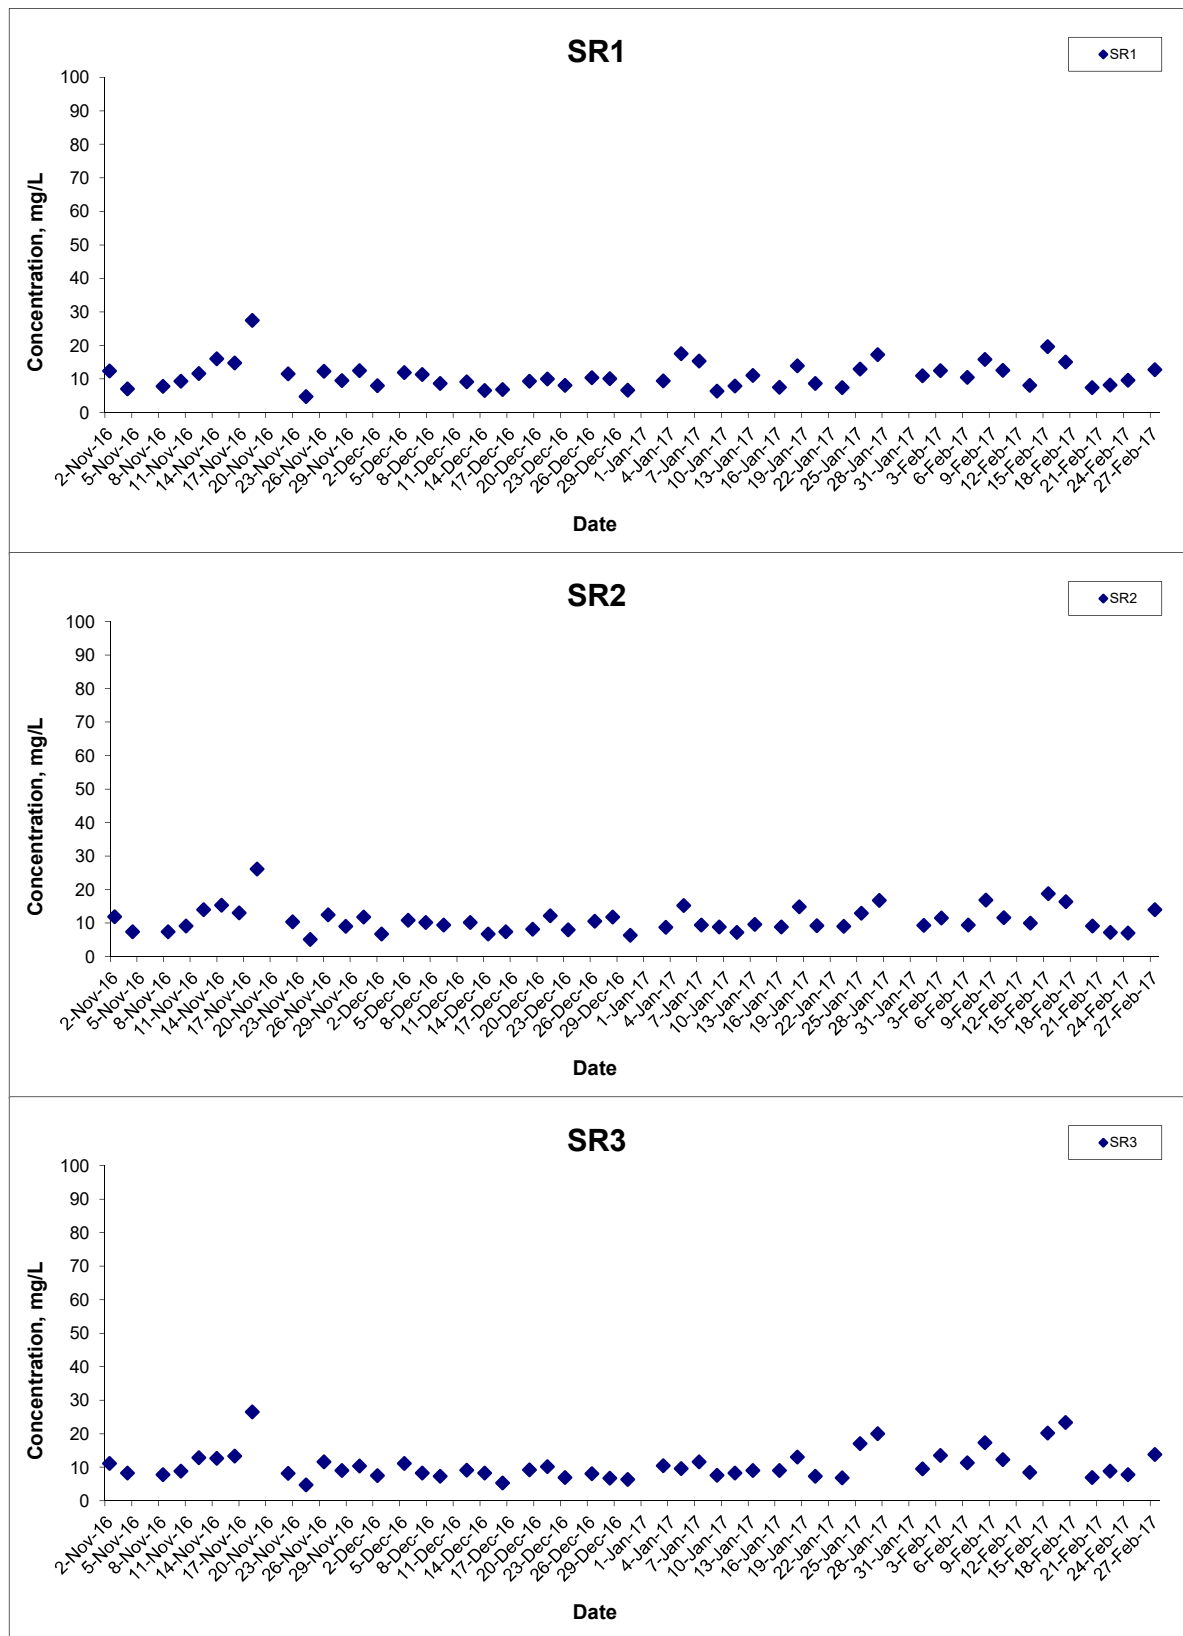 SR1
SR1
100
90
80
70
60
50
40
30
20
10
0
Concentration, mg/L
2-Nov-16
5-Nov-16
8-Nov-16
11-Nov-16
14-Nov-16
17-Nov-16
20-Nov-16
23-Nov-16
26-Nov-16
29-Nov-16
2-Dec-16
5-Dec-16
8-Dec-16
11-Dec-16
14-Dec-16
17-Dec-16
20-Dec-16
23-Dec-16
26-Dec-16
29-Dec-16
1-Jan-17
4-Jan-17
7-Jan-17
10-Jan-17
13-Jan-17
16-Jan-17
19-Jan-17
22-Jan-17
25-Jan-17
28-Jan-17
31-Jan-17
3-Feb-17
6-Feb-17
9-Feb-17
12-Feb-17
15-Feb-17
18-Feb-17
21-Feb-17
24-Feb-17
27-Feb-17
Date
SR2
SR2
100
90
80
70
60
50
40
30
20
10
0
Concentration, mg/L
2-Nov-16
5-Nov-16
8-Nov-16
11-Nov-16
14-Nov-16
17-Nov-16
20-Nov-16
23-Nov-16
26-Nov-16
29-Nov-16
2-Dec-16
5-Dec-16
8-Dec-16
11-Dec-16
14-Dec-16
17-Dec-16
20-Dec-16
23-Dec-16
26-Dec-16
29-Dec-16
1-Jan-17
4-Jan-17
7-Jan-17
10-Jan-17
13-Jan-17
16-Jan-17
19-Jan-17
22-Jan-17
25-Jan-17
28-Jan-17
31-Jan-17
3-Feb-17
6-Feb-17
9-Feb-17
12-Feb-17
15-Feb-17
18-Feb-17
21-Feb-17
24-Feb-17
27-Feb-17
Date
SR3
SR3
100
90
80
70
60
50
40
30
20
10
0
Concentration, mg/L
2-Nov-16
5-Nov-16
8-Nov-16
11-Nov-16
14-Nov-16
17-Nov-16
20-Nov-16
23-Nov-16
26-Nov-16
29-Nov-16
2-Dec-16
5-Dec-16
8-Dec-16
11-Dec-16
14-Dec-16
17-Dec-16
20-Dec-16
23-Dec-16
26-Dec-16
29-Dec-16
1-Jan-17
4-Jan-17
7-Jan-17
10-Jan-17
13-Jan-17
16-Jan-17
19-Jan-17
22-Jan-17
25-Jan-17
28-Jan-17
31-Jan-17
3-Feb-17
6-Feb-17
9-Feb-17
12-Feb-17
15-Feb-17
18-Feb-17
21-Feb-17
24-Feb-17
27-Feb-17
Date